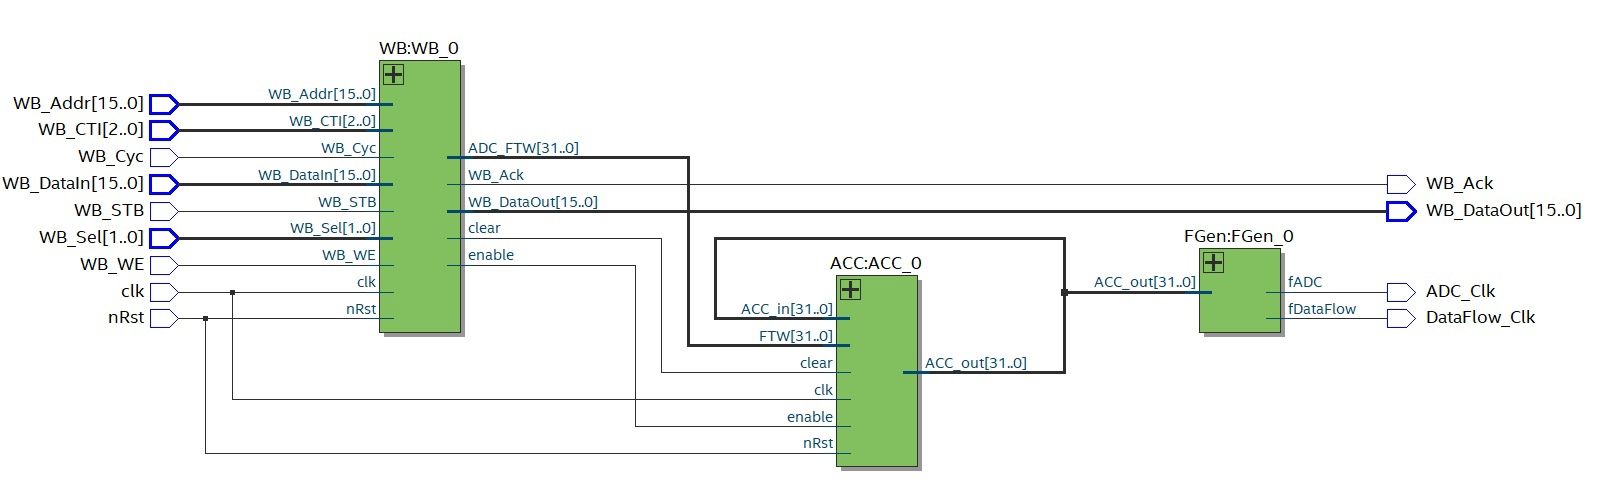 WB:WB_0
WB_Addr[15..0]
WB_CTI[2..0]
WB_Cyc
WB_DataIn[15..0]
WB_STB
WB_Sel[1..0]
WB_WE
clk
nRst
WB_Addr[15..0]
WB_CTI[2..0]
WB_Cyc
WB_DataIn[15..0]
WB_STB
WB_Sel[1..0]
WB_WE
clk
nRst
ADC_FTW[31..0]
WB_Ack
WB_DataOut[15..0]
clear
enable
ACC:ACC_0
ACC_in[31..0]
FTW[31..0]
clear
clk
enable
nRst
ACC_out[31..0]
FGen:FGen_0
ACC_out[31..0]
fADC
fDataFlow
WB_Ack
WB_DataOut[15..0]
ADC_Clk
DataFlow_Clk